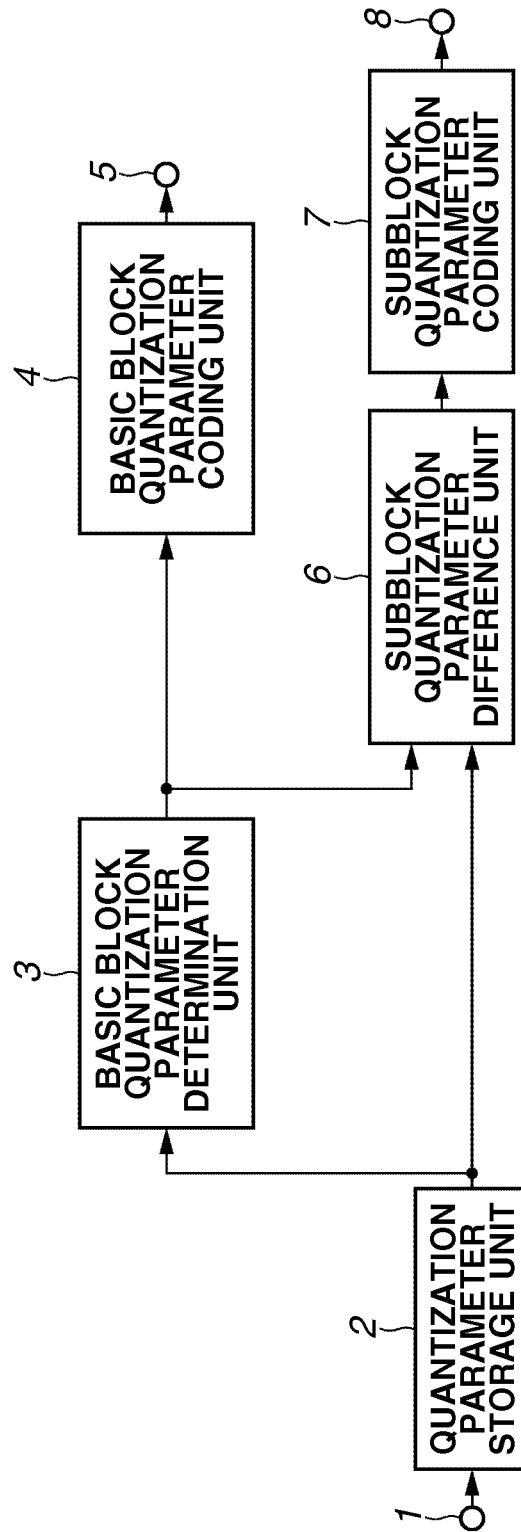 1
2
QUANTIZATION
PARAMETER
STORAGE UNIT
3
BASIC BLOCK
QUANTIZATION
PARAMETER
DETERMINATION
UNIT
4
BASIC BLOCK
QUANTIZATION
PARAMETER
CODING UNIT
5
6
SUBBLOCK
QUANTIZATION
PARAMETER
DIFFERENCE UNIT
7
SUBBLOCK
QUANTIZATION
PARAMETER
CODING UNIT
8